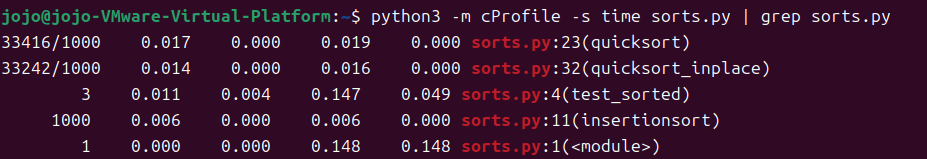 jojo@jojo-VMware-Virtual-Platform:~$ python3 -m cProfile -s time sorts.py | grep sorts.py
33416/1000    0.017    0.000    0.019    0.000 sorts.py:23(quicksort)
33242/1000    0.014    0.000    0.016    0.000 sorts.py:32(quicksort_inplace)
        3    0.011    0.004    0.147    0.049 sorts.py:4(test_sorted)
     1000    0.006    0.000    0.006    0.000 sorts.py:11(insertionsort)
        1    0.000    0.000    0.148    0.148 sorts.py:1(<module>)